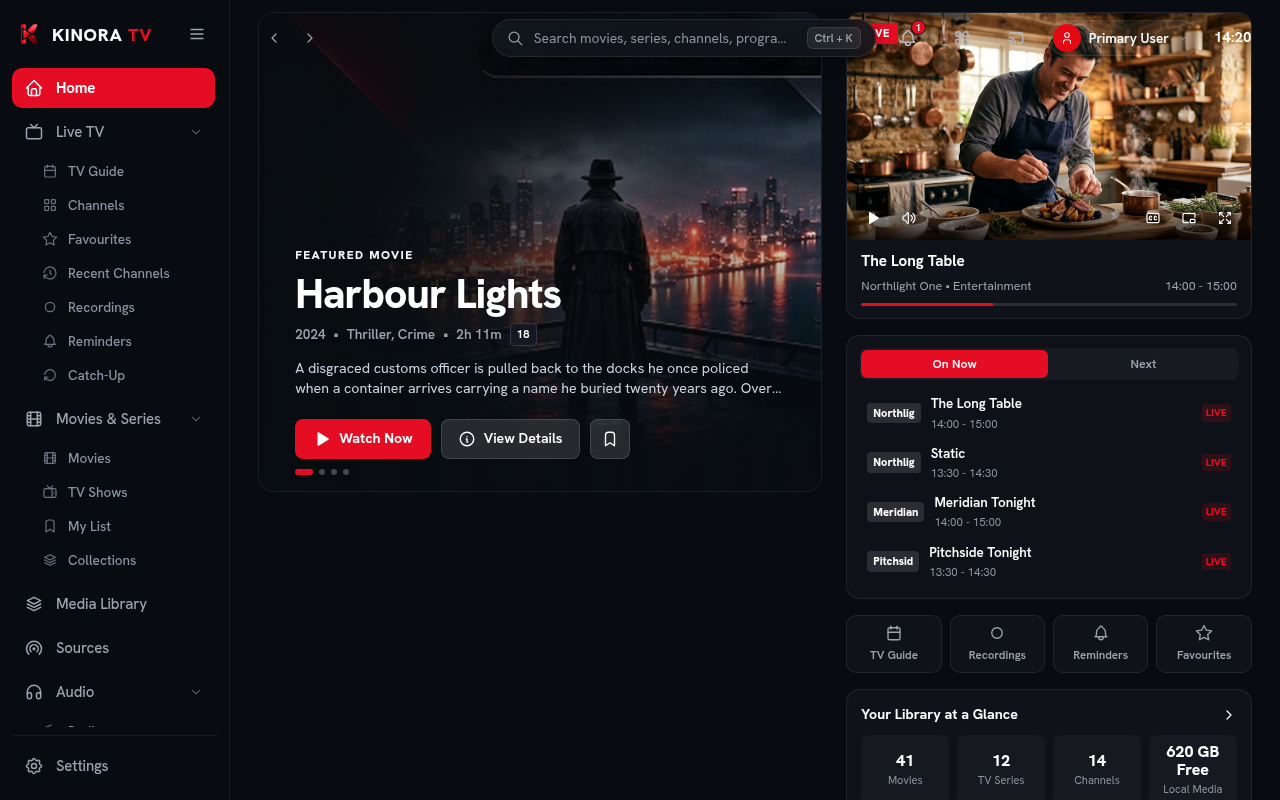 KINORA TV
Home
Live TV
TV Guide
Channels
Favourites
Recent Channels
Recordings
Reminders
Catch-Up
Movies & Series
Movies
TV Shows
My List
Collections
Media Library
Sources
Audio
Settings
Search movies, series, channels, progra...
Ctrl + K
VE
1
Primary User
14:20
FEATURED MOVIE
Harbour Lights
2024 • Thriller, Crime • 2h 11m 18
A disgraced customs officer is pulled back to the docks he once policed
when a container arrives carrying a name he buried twenty years ago. Over...
Watch Now
View Details
CC
The Long Table
Northlight One • Entertainment 14:00 - 15:00
On Now Next
Northlig The Long Table LIVE
14:00 - 15:00
Northlig Static LIVE
13:30 - 14:30
Meridian Meridian Tonight LIVE
14:00 - 15:00
Pitchsid Pitchside Tonight LIVE
13:30 - 14:30
TV Guide Recordings Reminders Favourites
Your Library at a Glance
41
Movies
12
TV Series
14
Channels
620 GB
Free
Local Media